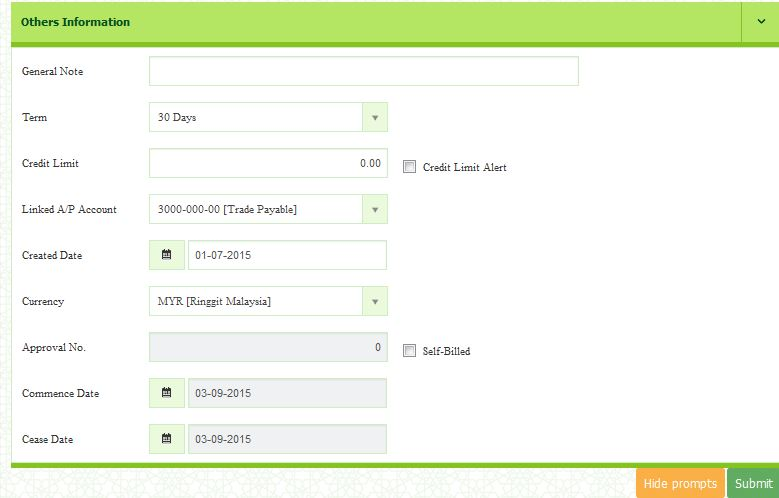 Others Information
General Note
Term 30 Days
Credit Limit 0.00 Credit Limit Alert
Linked A/P Account 3000-000-00 [Trade Payable]
Created Date 01-07-2015
Currency MYR [Ringgit Malaysia]
Approval No. 0 Self-Billed
Commence Date 03-09-2015
Cease Date 03-09-2015
Hide prompts Submit